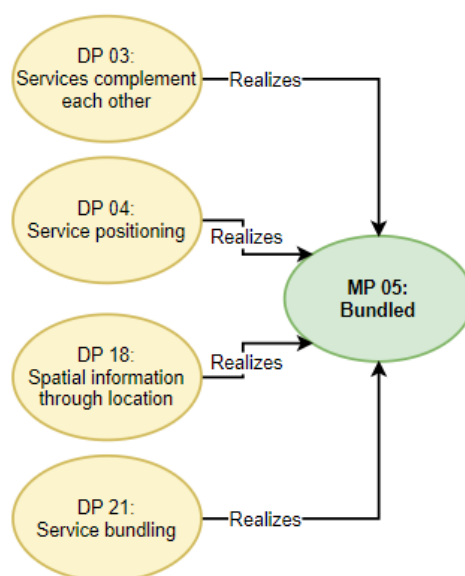 DP 03:
Services complement
each other
Realizes
DP 04:
Service positioning
Realizes
MP 05:
Bundled
DP 18:
Spatial information
through location
Realizes
DP 21:
Service bundling
Realizes